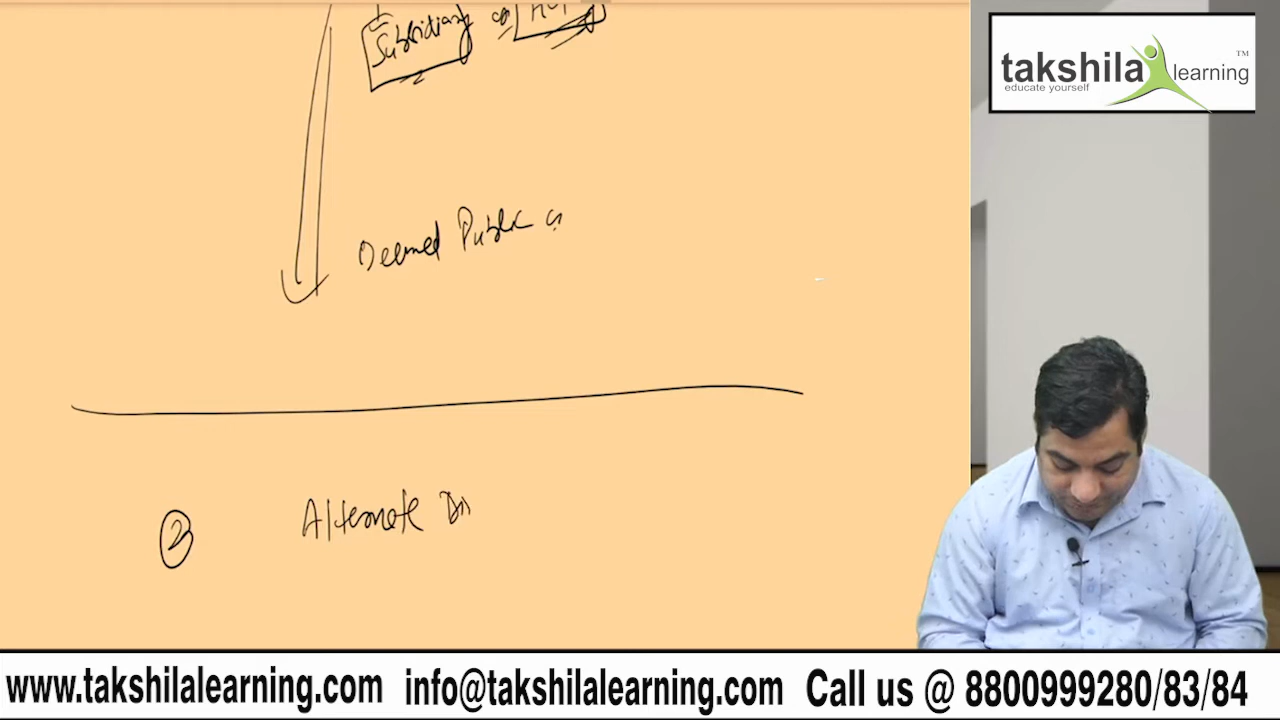 Subsidiary
takshila learning TM
educate yourself
Deemed Public
② Alternate
www.takshilalearning.com info@takshilalearning.com Call us @ 8800999280/83/84